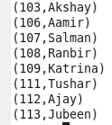 (103,Akshay)
(106,Aamir)
(107,Salman)
(108,Ranbir)
(109,Katrina)
(111,Tushar)
(112,Ajay)
(113,Jubeen)